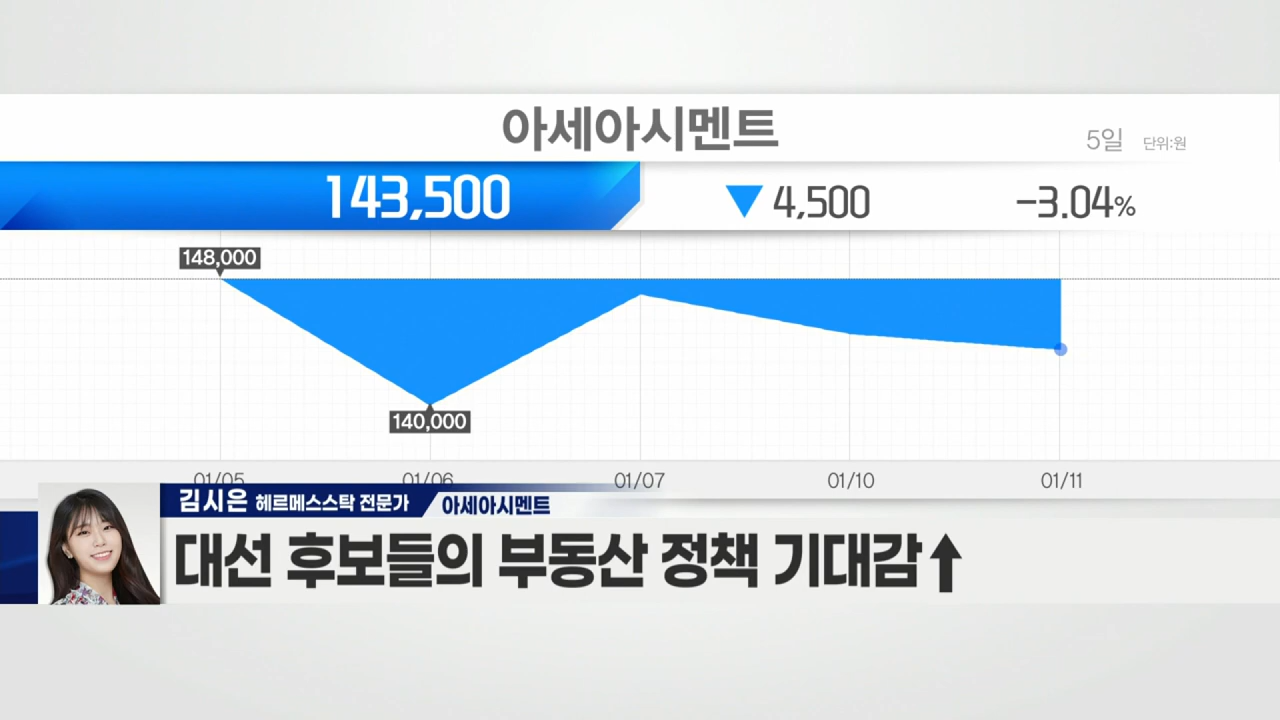 아세아시멘트
5일 단위:원
143,500 ▼ 4,500 -3.04%
148,000
140,000
01/05 01/06 01/07 01/10 01/11
김시은 헤르메스스탁 전문가 아세아시멘트
대선 후보들의 부동산 정책 기대감↑